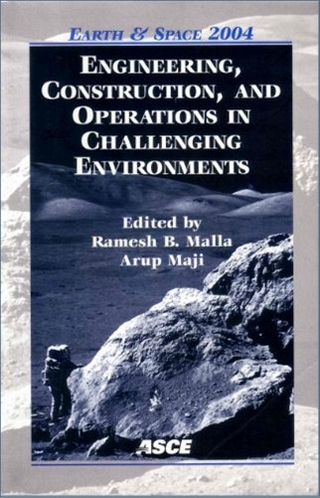 EARTH & SPACE 2004
ENGINEERING,
CONSTRUCTION, AND
OPERATIONS IN
CHALLENGING
ENVIRONMENTS
Edited by
Ramesh B. Malla
Arup Maji
ASCE